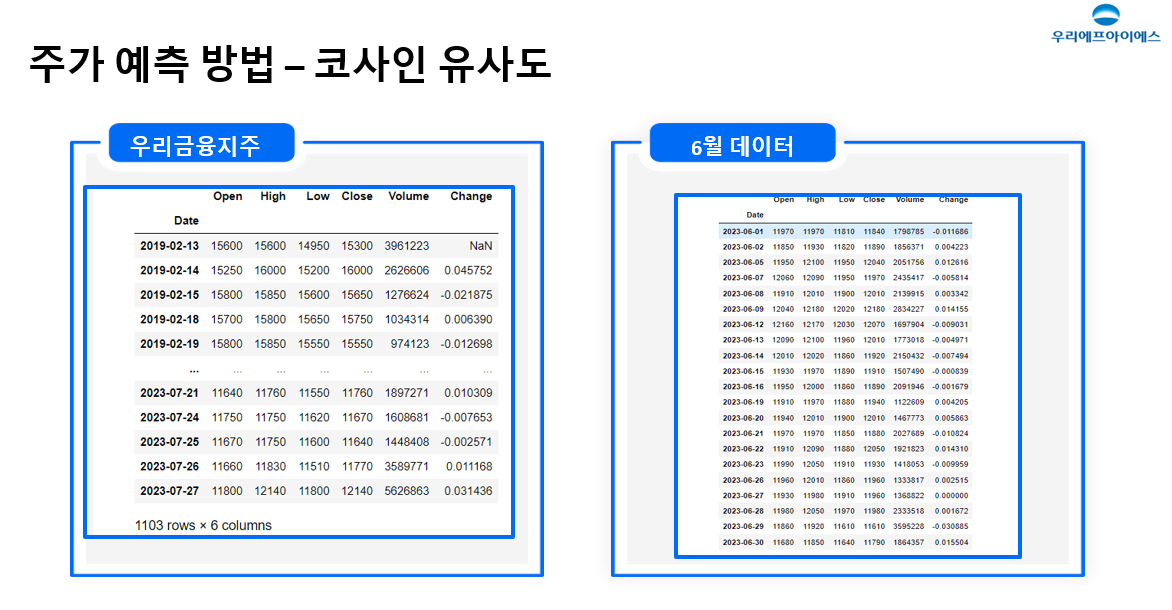 우리에프아이에스
주가 예측 방법 – 코사인 유사도
우리금융지주
Open High Low Close Volume Change
Date
2019-02-13 15600 15600 14950 15300 3961223 NaN
2019-02-14 15250 16000 15200 16000 2626606 0.045752
2019-02-15 15800 15850 15600 15650 1276624 -0.021875
2019-02-18 15700 15800 15650 15750 1034314 0.006390
2019-02-19 15800 15850 15550 15550 974123 -0.012698
... ... ... ... ... ... ...
2023-07-21 11640 11760 11550 11760 1897271 0.010309
2023-07-24 11750 11750 11620 11670 1608681 -0.007653
2023-07-25 11670 11750 11600 11640 1448408 -0.002571
2023-07-26 11660 11830 11510 11770 3589771 0.011168
2023-07-27 11800 12140 11800 12140 5626863 0.031436
1103 rows × 6 columns
6월 데이터
Open High Low Close Volume Change
Date
2023-06-01 11970 11970 11810 11840 1798785 -0.011686
2023-06-02 11850 11930 11820 11890 1856371 0.004223
2023-06-05 11950 12100 11950 12040 2051756 0.012616
2023-06-07 12060 12090 11950 11970 2435417 -0.005814
2023-06-08 11910 12010 11900 12010 2139915 0.003342
2023-06-09 12040 12180 12020 12180 2834227 0.014155
2023-06-12 12160 12170 12030 12070 1697904 -0.009031
2023-06-13 12090 12100 11960 12010 1773018 -0.004971
2023-06-14 12010 12020 11860 11920 2150432 -0.007494
2023-06-15 11930 11970 11890 11910 1507490 -0.000839
2023-06-16 11950 12000 11860 11890 2091946 -0.001679
2023-06-19 11910 11970 11880 11940 1122609 0.004205
2023-06-20 11940 12010 11900 12010 1467773 0.005863
2023-06-21 11970 11970 11850 11880 2027689 -0.010824
2023-06-22 11910 12090 11880 12050 1921823 0.014310
2023-06-23 11990 12050 11910 11930 1418053 -0.009959
2023-06-26 11960 12010 11860 11960 1333817 0.002515
2023-06-27 11930 11980 11910 11960 1368822 0.000000
2023-06-28 11980 12050 11970 11980 2333518 0.001672
2023-06-29 11860 11920 11610 11610 3595228 -0.030885
2023-06-30 11680 11850 11640 11790 1864357 0.015504